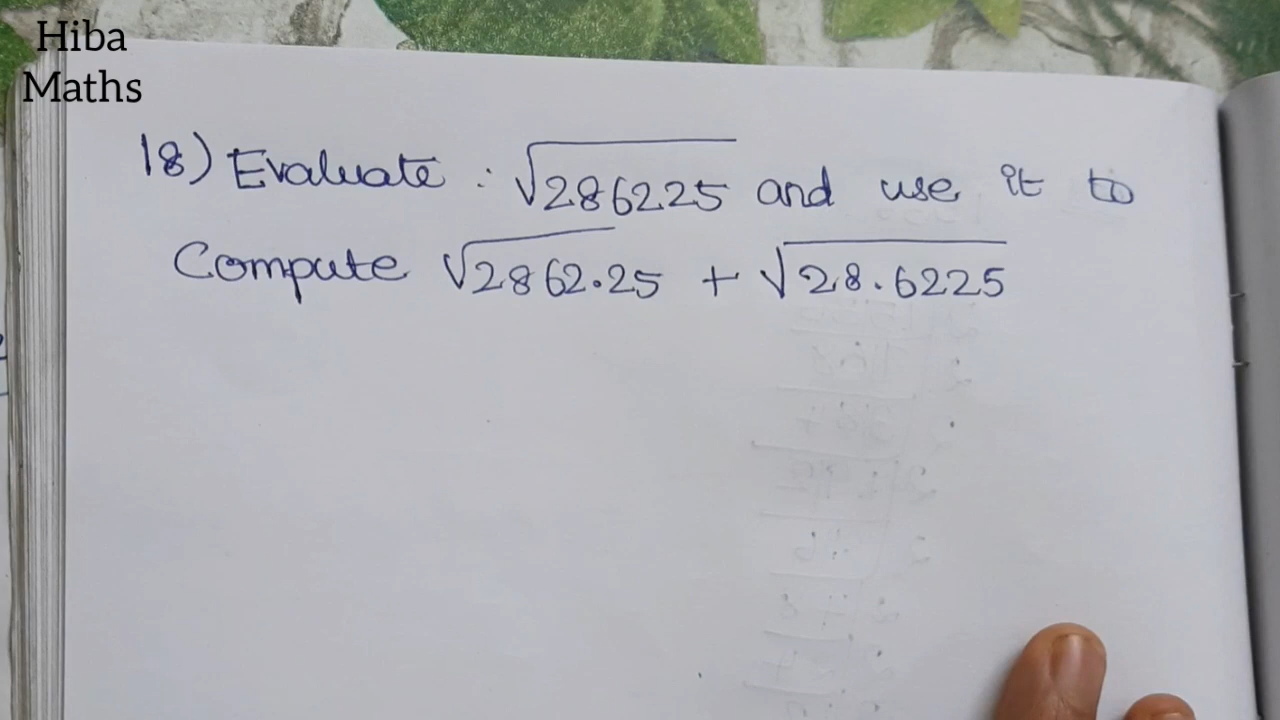 Hiba
Maths
18) Evaluate : √286225 and use it to
Compute √2862.25 + √28.6225